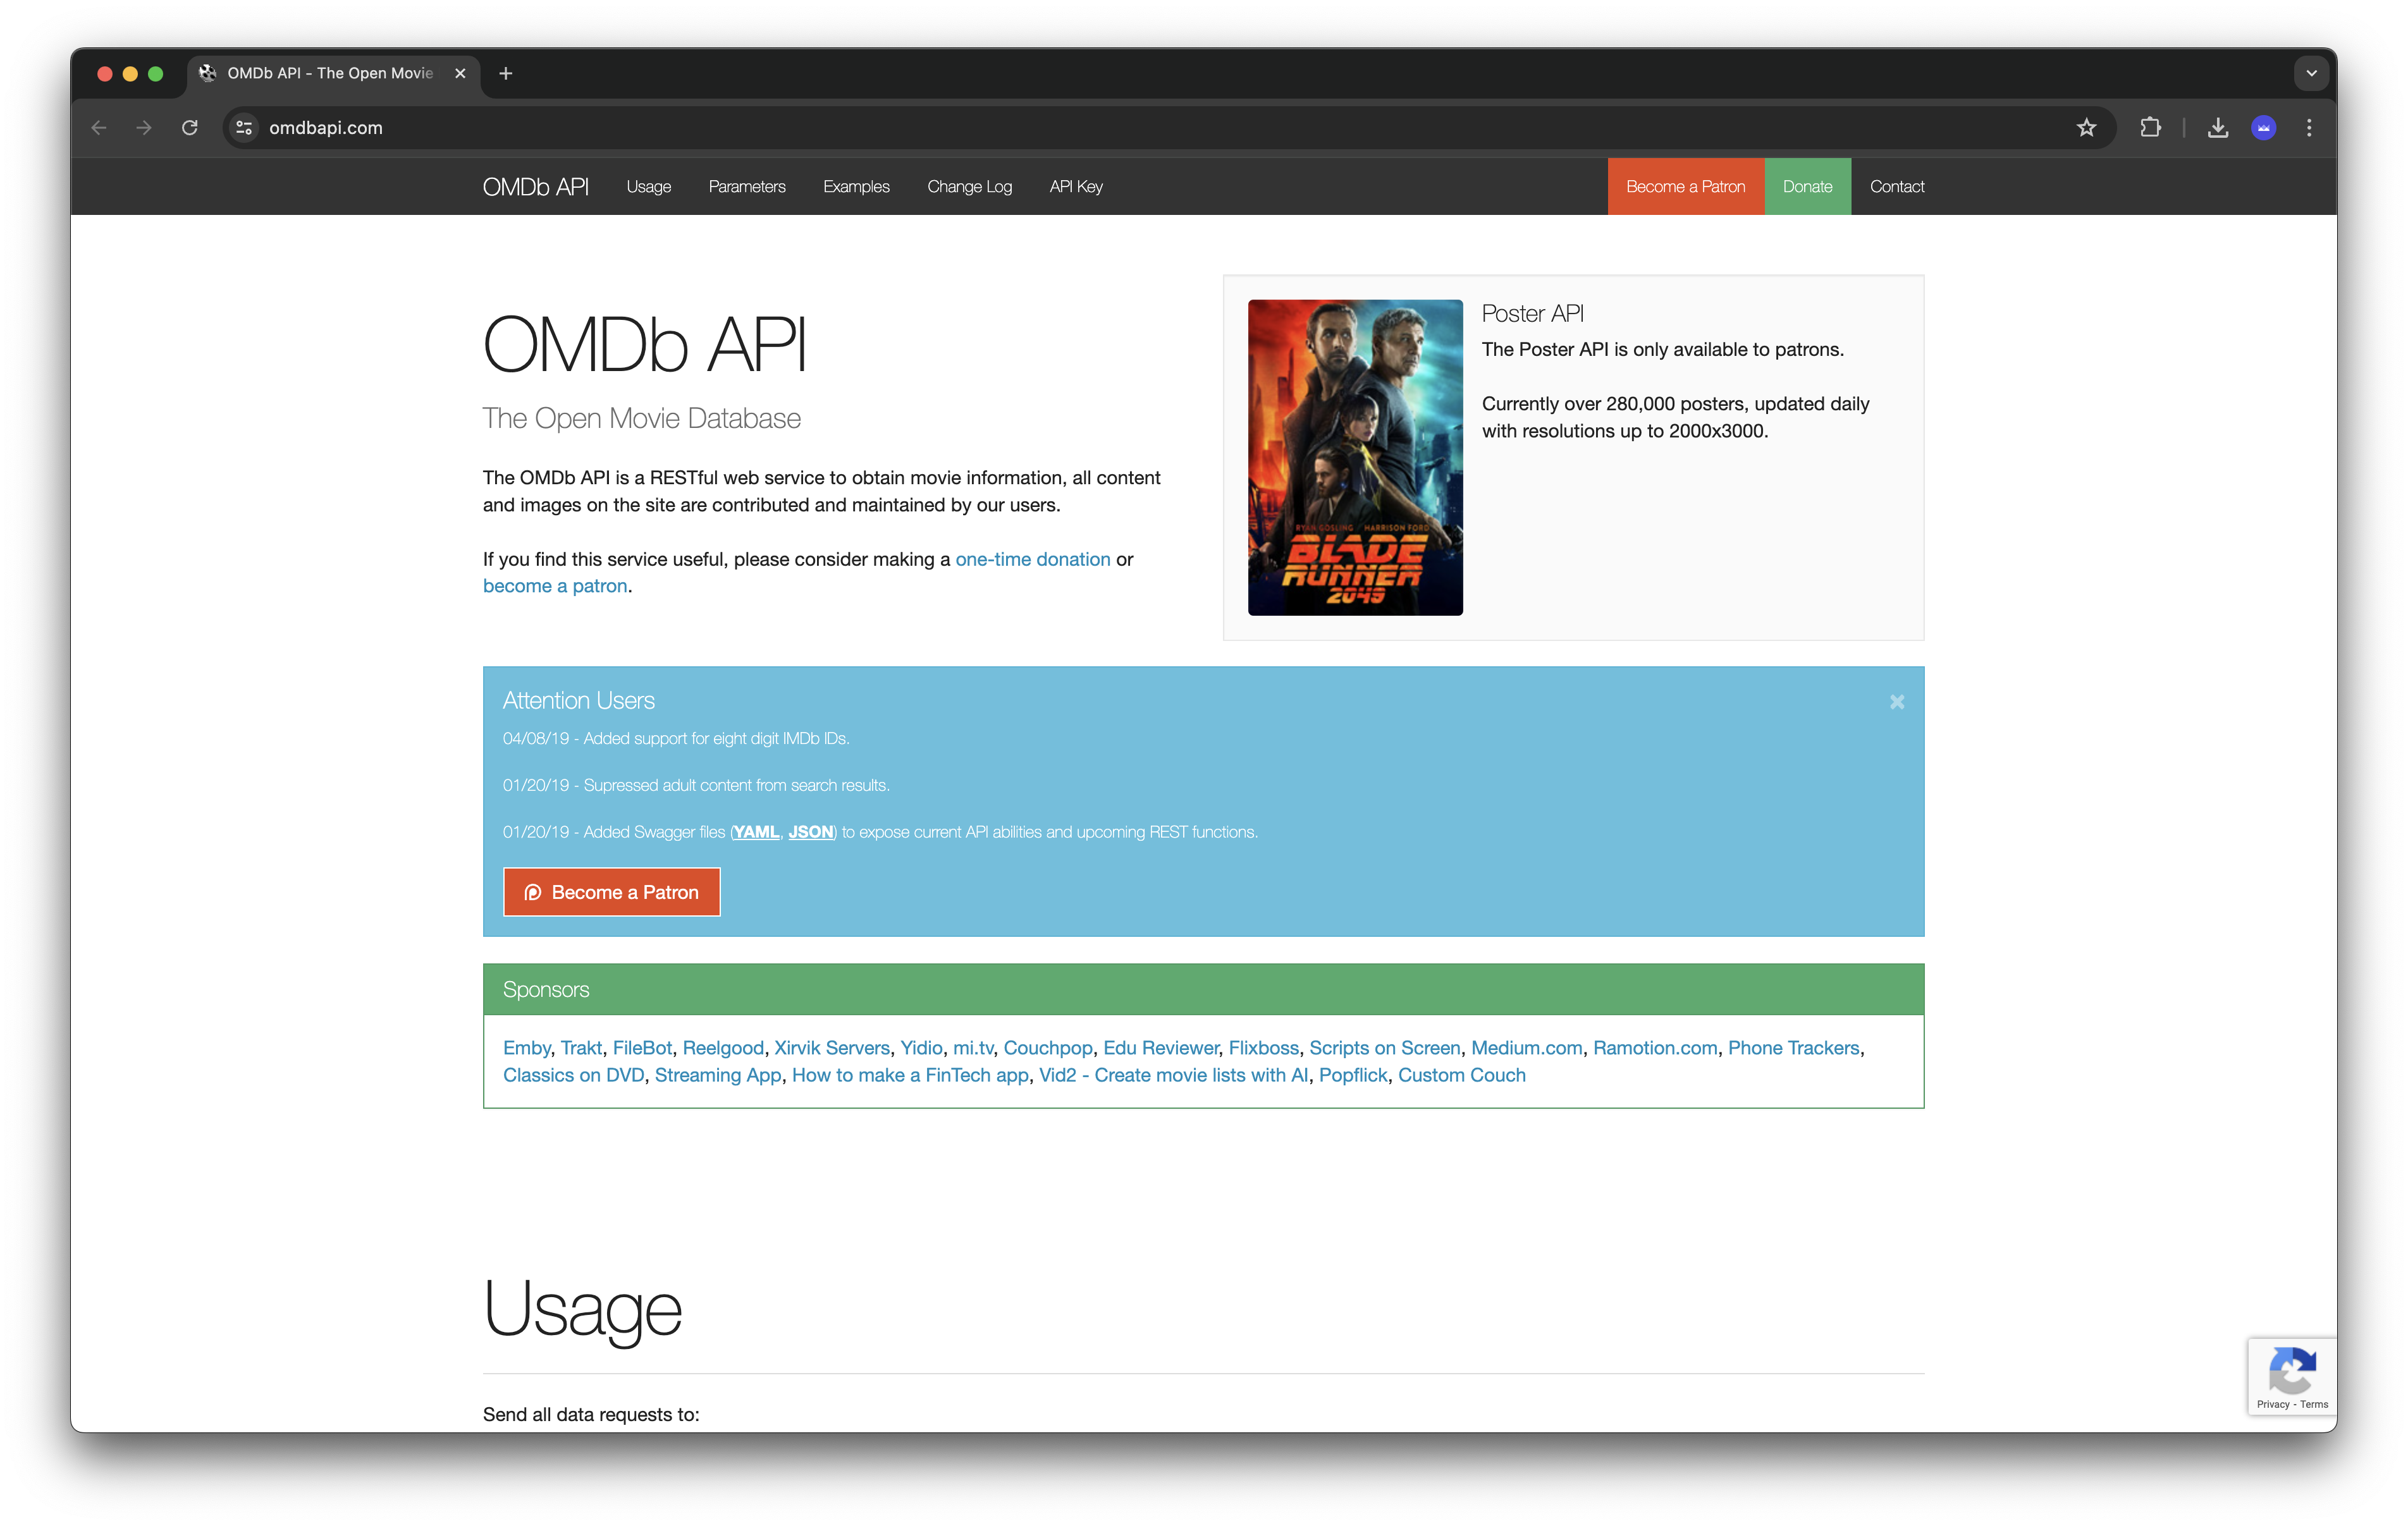 OMDb API - The Open Movie
omdbapi.com
OMDb API Usage Parameters Examples Change Log API Key Become a Patron Donate Contact
OMDb API
The Open Movie Database
The OMDb API is a RESTful web service to obtain movie information, all content
and images on the site are contributed and maintained by our users.
If you find this service useful, please consider making a one-time donation or
become a patron.
RYAN GOSLING / HARRISON FORD
BLADE
RUNNER
2049
Poster API
The Poster API is only available to patrons.
Currently over 280,000 posters, updated daily
with resolutions up to 2000x3000.
Attention Users
04/08/19 - Added support for eight digit IMDb IDs.
01/20/19 - Supressed adult content from search results.
01/20/19 - Added Swagger files (YAML, JSON) to expose current API abilities and upcoming REST functions.
Become a Patron
Sponsors
Emby, Trakt, FileBot, Reelgood, Xirvik Servers, Yidio, mi.tv, Couchpop, Edu Reviewer, Flixboss, Scripts on Screen, Medium.com, Ramotion.com, Phone Trackers,
Classics on DVD, Streaming App, How to make a FinTech app, Vid2 - Create movie lists with AI, Popflick, Custom Couch
Usage
Send all data requests to:
Privacy - Terms